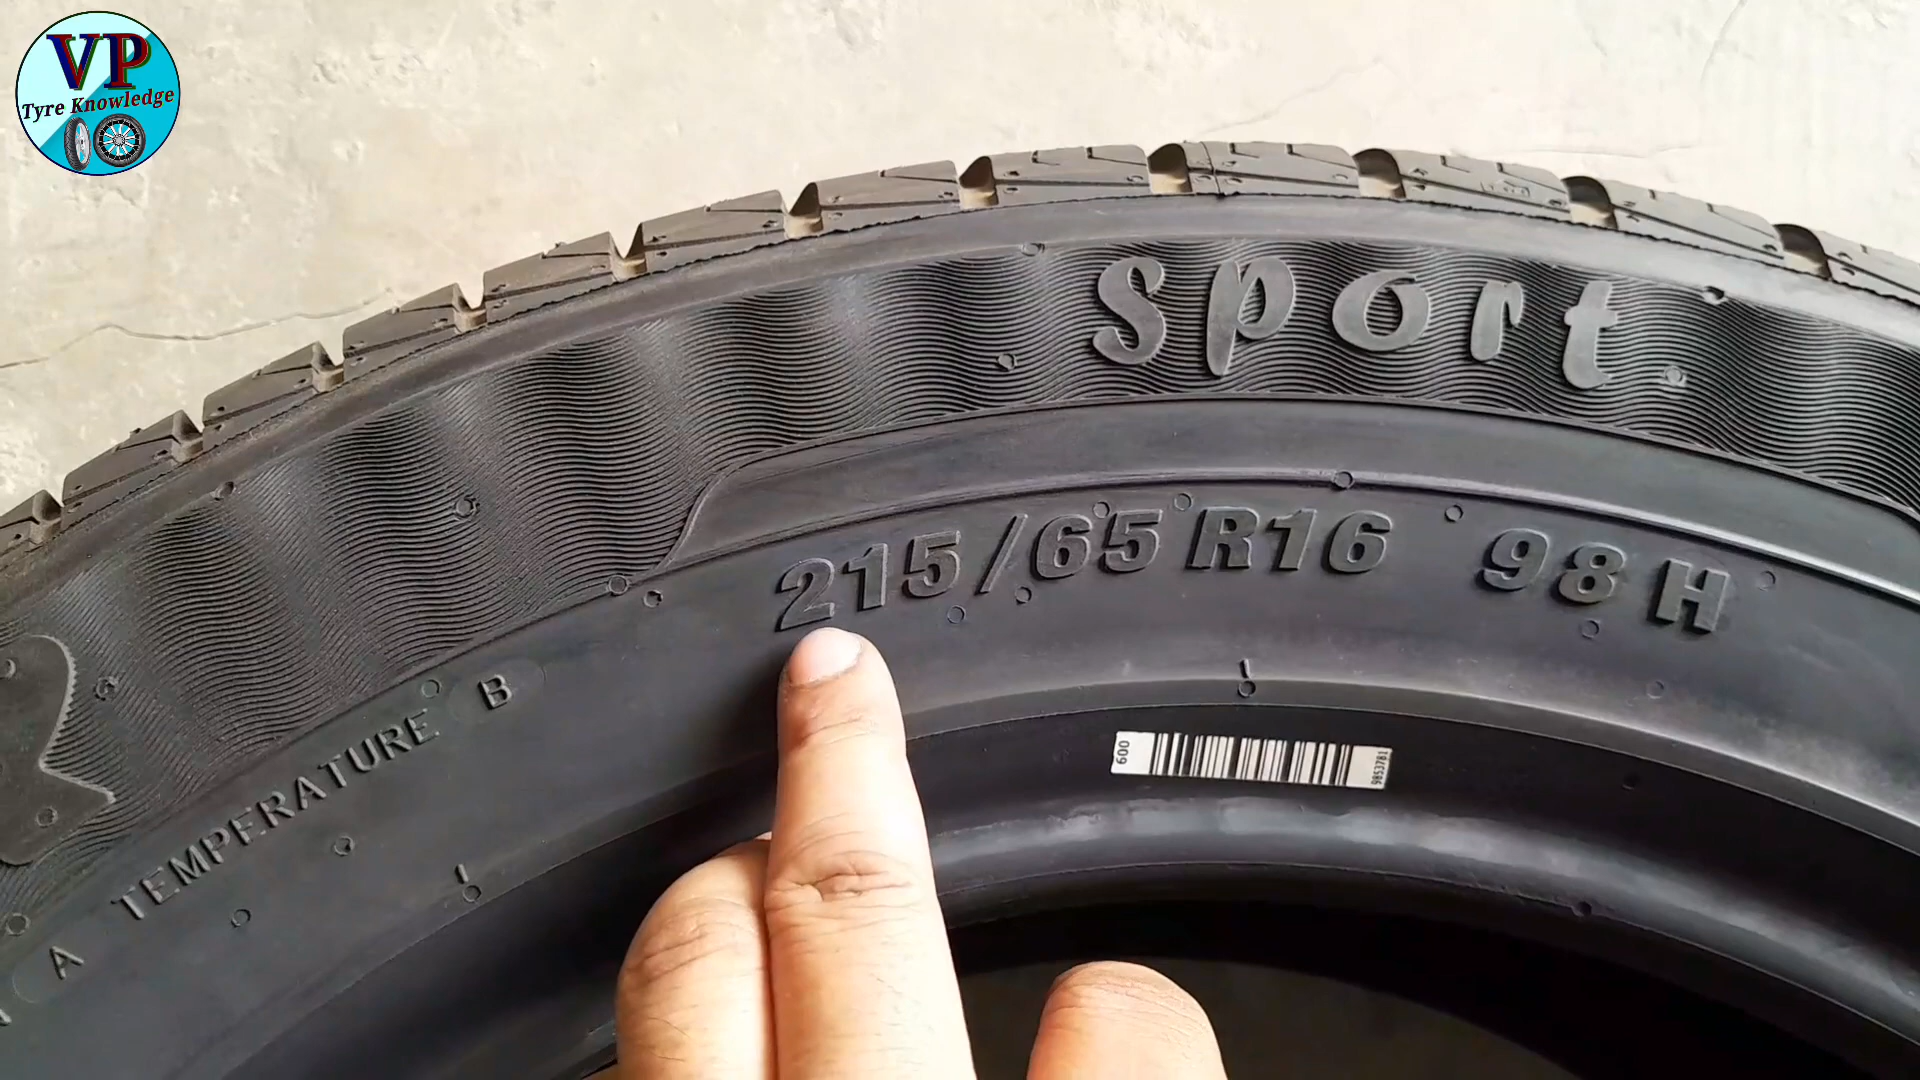 VP
Tyre Knowledge
sport
215/65 R16 98 H
TEMPERATURE B
A
600
9853781